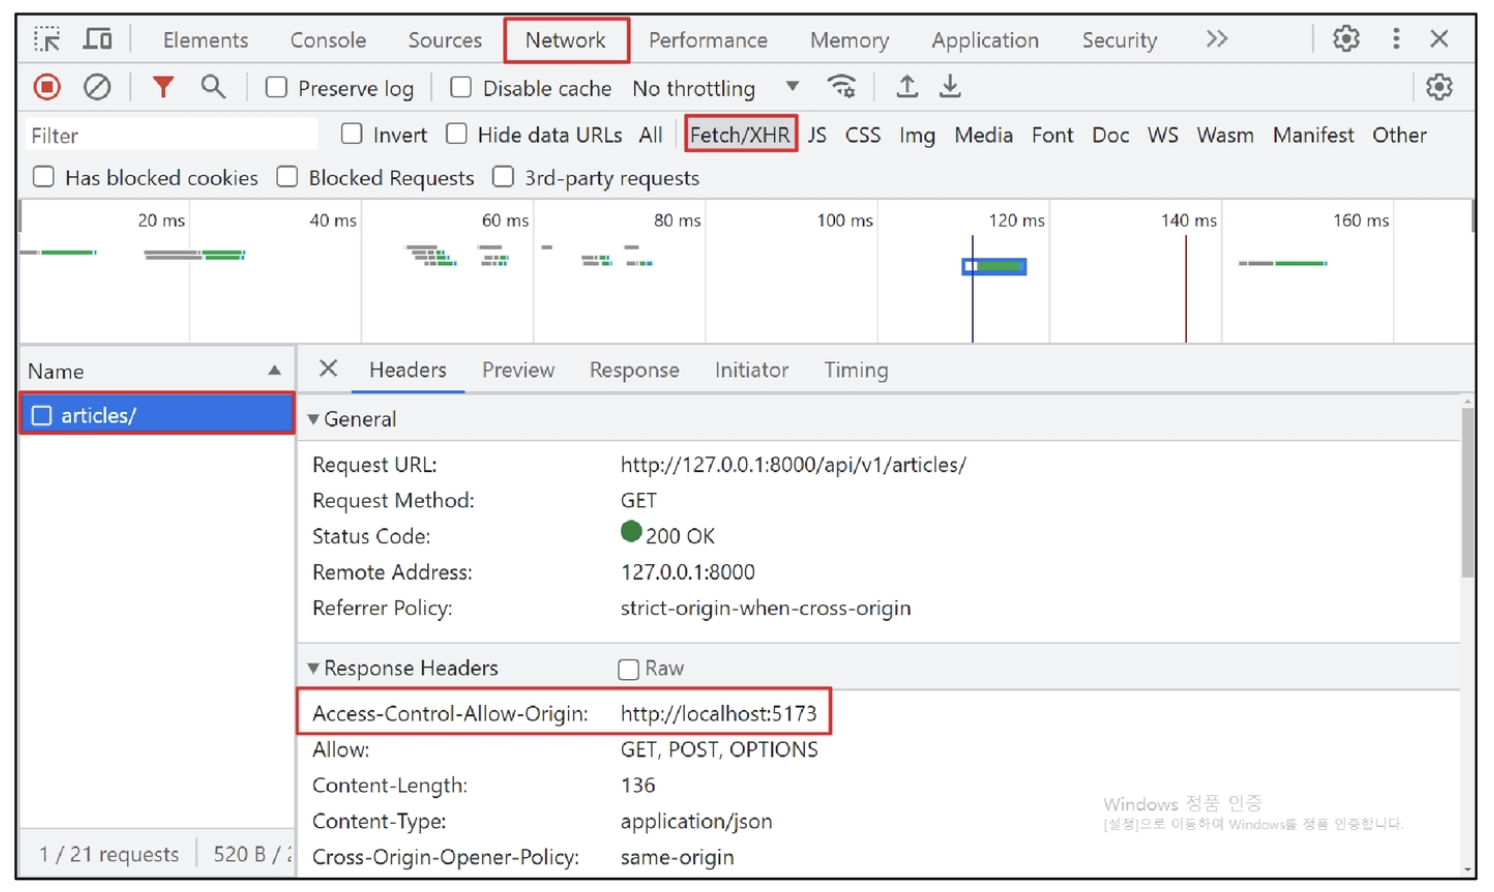 Elements Console Sources Network Performance Memory Application Security
Preserve log Disable cache No throttling
Filter Invert Hide data URLs All Fetch/XHR JS CSS Img Media Font Doc WS Wasm Manifest Other
Has blocked cookies Blocked Requests 3rd-party requests
20 ms 40 ms 60 ms 80 ms 100 ms 120 ms 140 ms 160 ms
Name Headers Preview Response Initiator Timing
articles/
General
Request URL: http://127.0.0.1:8000/api/v1/articles/
Request Method: GET
Status Code: 200 OK
Remote Address: 127.0.0.1:8000
Referrer Policy: strict-origin-when-cross-origin
Response Headers Raw
Access-Control-Allow-Origin: http://localhost:5173
Allow: GET, POST, OPTIONS
Content-Length: 136
Content-Type: application/json
Cross-Origin-Opener-Policy: same-origin
Windows 정품 인증
[설정]으로 이동하여 Windows를 정품 인증합니다.
1 / 21 requests 520 B /